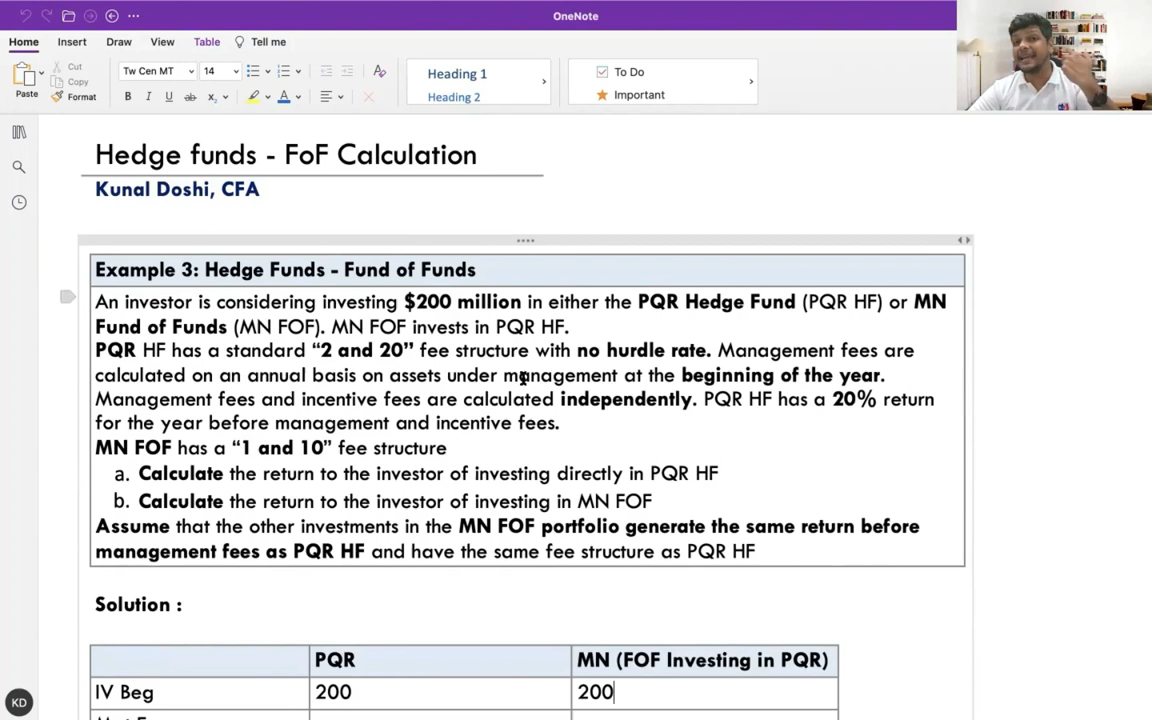 OneNote
Home Insert Draw View Table Tell me
Paste
Cut
Copy
Format
Tw Cen MT 14
B I U ab x₂ A
Heading 1
Heading 2
To Do
Important
Hedge funds - FoF Calculation
Kunal Doshi, CFA
Example 3: Hedge Funds - Fund of Funds
An investor is considering investing $200 million in either the PQR Hedge Fund (PQR HF) or MN
Fund of Funds (MN FOF). MN FOF invests in PQR HF.
PQR HF has a standard “2 and 20” fee structure with no hurdle rate. Management fees are
calculated on an annual basis on assets under management at the beginning of the year.
Management fees and incentive fees are calculated independently. PQR HF has a 20% return
for the year before management and incentive fees.
MN FOF has a “1 and 10” fee structure
a. Calculate the return to the investor of investing directly in PQR HF
b. Calculate the return to the investor of investing in MN FOF
Assume that the other investments in the MN FOF portfolio generate the same return before
management fees as PQR HF and have the same fee structure as PQR HF
Solution :
PQR MN (FOF Investing in PQR)
IV Beg 200 200
KD